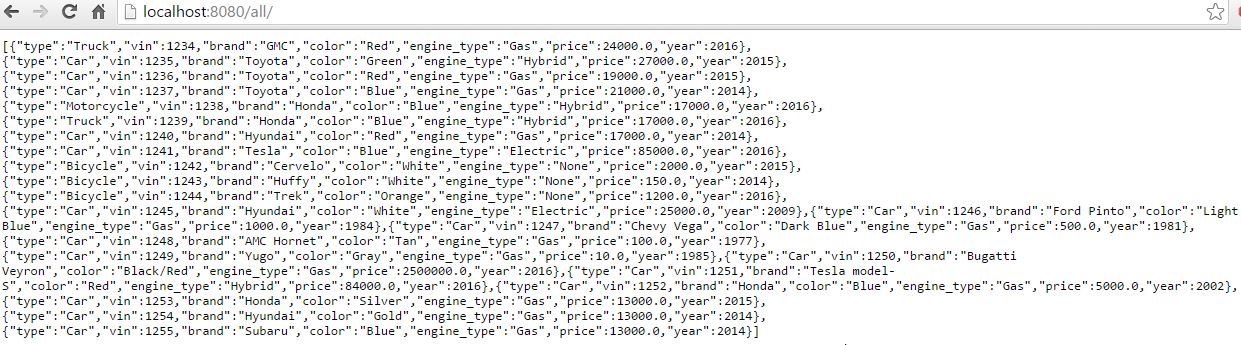 localhost:8080/all/
[{"type":"Truck","vin":1234,"brand":"GMC","color":"Red","engine_type":"Gas","price":24000.0,"year":2016},
{"type":"Car","vin":1235,"brand":"Toyota","color":"Green","engine_type":"Hybrid","price":27000.0,"year":2015},
{"type":"Car","vin":1236,"brand":"Toyota","color":"Red","engine_type":"Gas","price":19000.0,"year":2015},
{"type":"Car","vin":1237,"brand":"Toyota","color":"Blue","engine_type":"Gas","price":21000.0,"year":2014},
{"type":"Motorcycle","vin":1238,"brand":"Honda","color":"Blue","engine_type":"Hybrid","price":17000.0,"year":2016},
{"type":"Truck","vin":1239,"brand":"Honda","color":"Blue","engine_type":"Hybrid","price":17000.0,"year":2016},
{"type":"Car","vin":1240,"brand":"Hyundai","color":"Red","engine_type":"Gas","price":17000.0,"year":2014},
{"type":"Car","vin":1241,"brand":"Tesla","color":"Blue","engine_type":"Electric","price":85000.0,"year":2016},
{"type":"Bicycle","vin":1242,"brand":"Cervelo","color":"White","engine_type":"None","price":2000.0,"year":2015},
{"type":"Bicycle","vin":1243,"brand":"Huffy","color":"White","engine_type":"None","price":150.0,"year":2014},
{"type":"Bicycle","vin":1244,"brand":"Trek","color":"Orange","engine_type":"None","price":1200.0,"year":2016},
{"type":"Car","vin":1245,"brand":"Hyundai","color":"White","engine_type":"Electric","price":25000.0,"year":2009},{"type":"Car","vin":1246,"brand":"Ford Pinto","color":"Light
Blue","engine_type":"Gas","price":1000.0,"year":1984},{"type":"Car","vin":1247,"brand":"Chevy Vega","color":"Dark Blue","engine_type":"Gas","price":500.0,"year":1981},
{"type":"Car","vin":1248,"brand":"AMC Hornet","color":"Tan","engine_type":"Gas","price":100.0,"year":1977},
{"type":"Car","vin":1249,"brand":"Yugo","color":"Gray","engine_type":"Gas","price":10.0,"year":1985},{"type":"Car","vin":1250,"brand":"Bugatti
Veyron","color":"Black/Red","engine_type":"Gas","price":2500000.0,"year":2016},{"type":"Car","vin":1251,"brand":"Tesla model-
S","color":"Red","engine_type":"Hybrid","price":84000.0,"year":2016},{"type":"Car","vin":1252,"brand":"Honda","color":"Blue","engine_type":"Gas","price":5000.0,"year":2002},
{"type":"Car","vin":1253,"brand":"Honda","color":"Silver","engine_type":"Gas","price":13000.0,"year":2015},
{"type":"Car","vin":1254,"brand":"Hyundai","color":"Gold","engine_type":"Gas","price":13000.0,"year":2014},
{"type":"Car","vin":1255,"brand":"Subaru","color":"Blue","engine_type":"Gas","price":13000.0,"year":2014}]